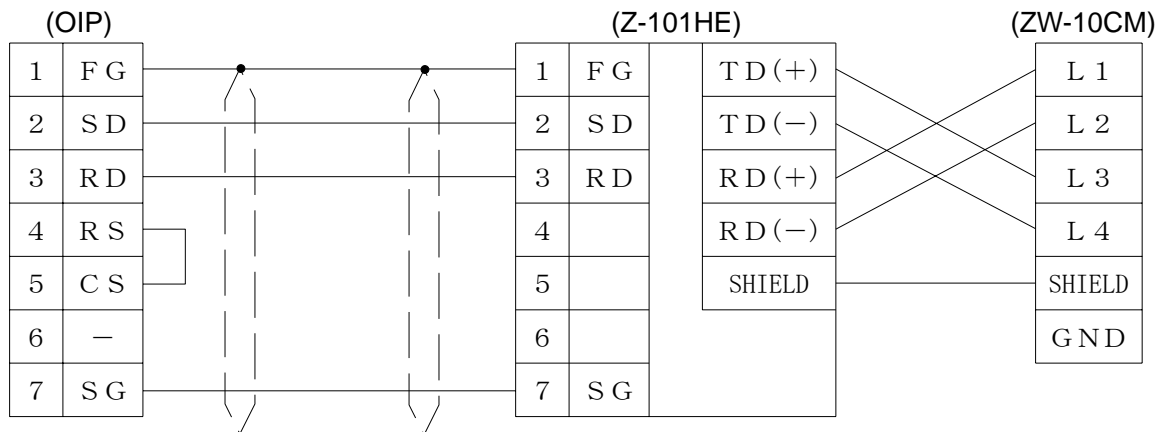 (OIP) (Z-101HE) (ZW-10CM)
1 FG 1 FG TD(+) L1
2 SD 2 SD TD(−) L2
3 RD 3 RD RD(+) L3
4 RS 4 RD(−) L4
5 CS 5 SHIELD SHIELD
6 − 6 GND
7 SG 7 SG